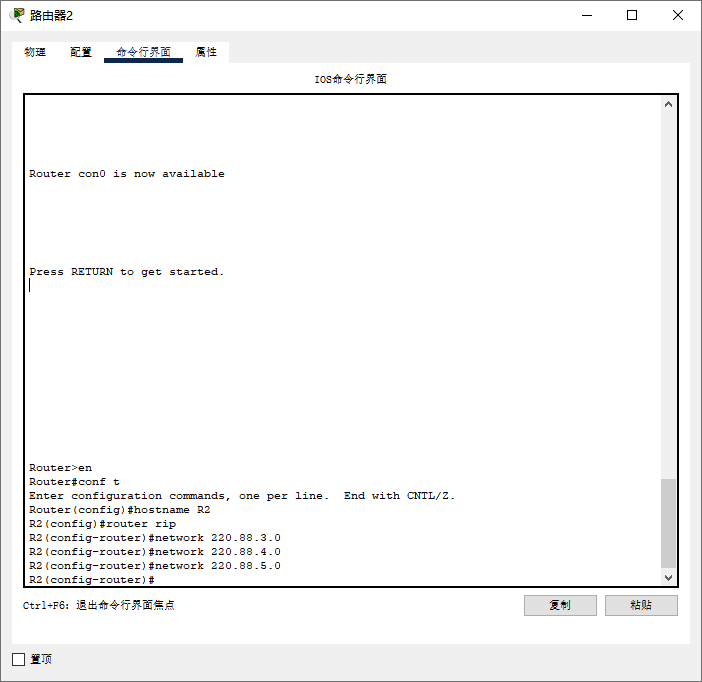 路由器2
物理 配置 命令行界面 属性
IOS命令行界面
Router con0 is now available
Press RETURN to get started.
Router>en
Router#conf t
Enter configuration commands, one per line.  End with CNTL/Z.
Router(config)#hostname R2
R2(config)#router rip
R2(config-router)#network 220.88.3.0
R2(config-router)#network 220.88.4.0
R2(config-router)#network 220.88.5.0
R2(config-router)#
Ctrl+F6: 退出命令行界面焦点 复制 粘贴
置顶